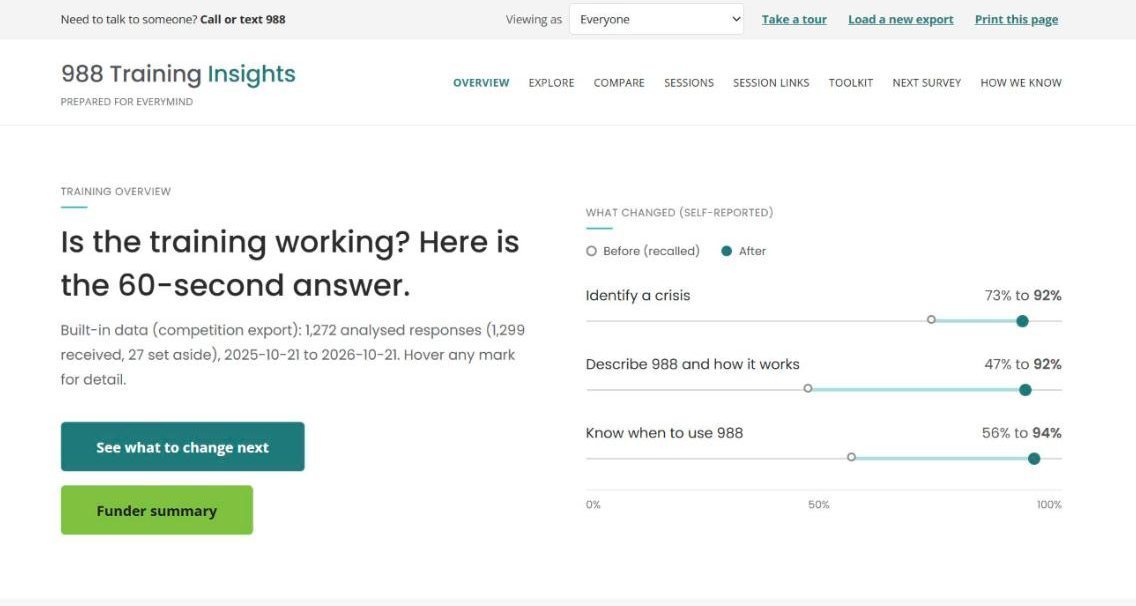 Need to talk to someone? Call or text 988
Viewing as Everyone Take a tour Load a new export Print this page
988 Training Insights
PREPARED FOR EVERYMIND
OVERVIEW EXPLORE COMPARE SESSIONS SESSION LINKS TOOLKIT NEXT SURVEY HOW WE KNOW
TRAINING OVERVIEW
Is the training working? Here is
the 60-second answer.
Built-in data (competition export): 1,272 analysed responses (1,299
received, 27 set aside), 2025-10-21 to 2026-10-21. Hover any mark
for detail.
See what to change next
Funder summary
WHAT CHANGED (SELF-REPORTED)
Before (recalled) After
Identify a crisis 73% to 92%
Describe 988 and how it works 47% to 92%
Know when to use 988 56% to 94%
0% 50% 100%